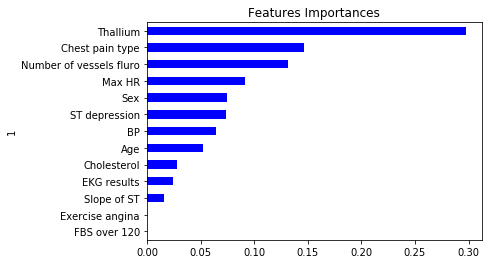 Features Importances
Thallium
Chest pain type
Number of vessels fluro
Max HR
Sex
ST depression
BP
Age
Cholesterol
EKG results
Slope of ST
Exercise angina
FBS over 120
1
0.00 0.05 0.10 0.15 0.20 0.25 0.30